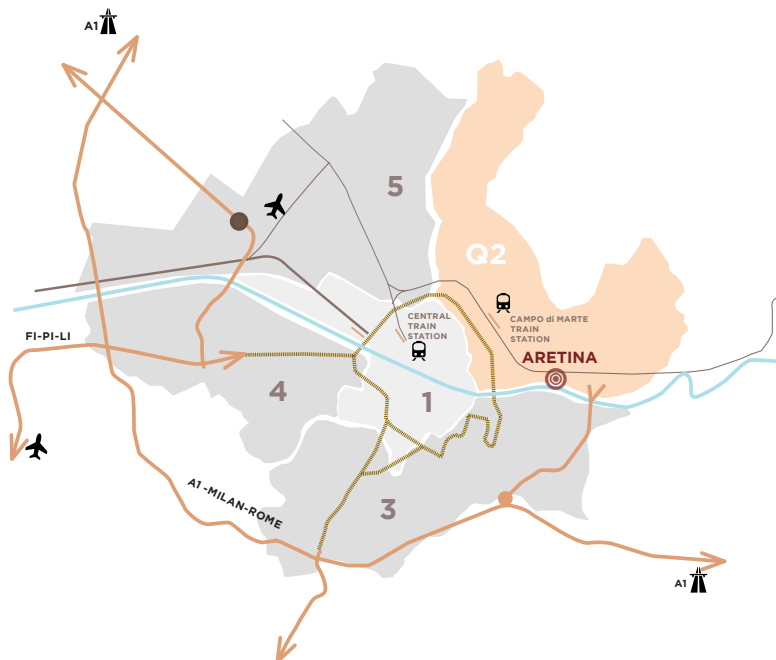 A1
5
Q2
CENTRAL
TRAIN
STATION
CAMPO di MARTE
TRAIN
STATION
FI-PI-LI
ARETINA
4
1
A1 -MILAN-ROME
3
A1